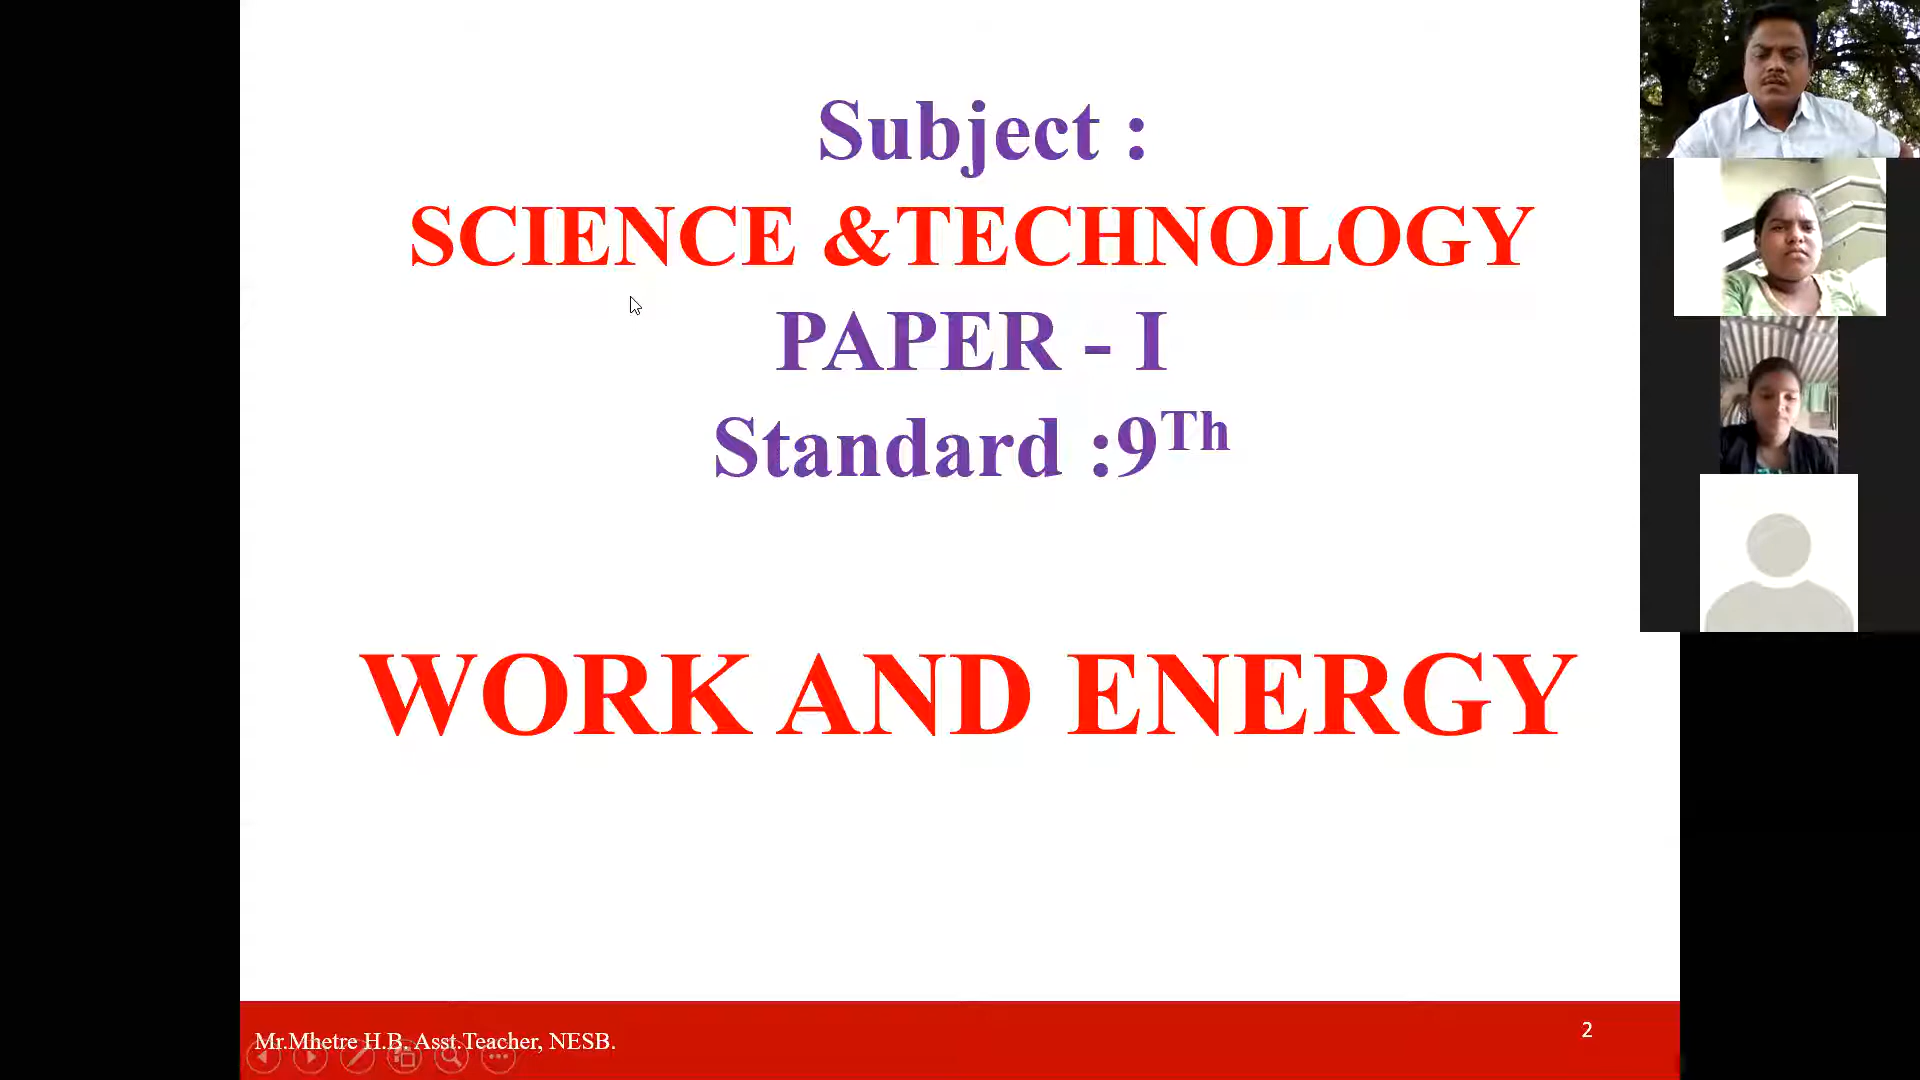 Subject :
SCIENCE &TECHNOLOGY
PAPER - I
Standard :9Th
WORK AND ENERGY
Mr.Mhetre H.B. Asst.Teacher, NESB.
2